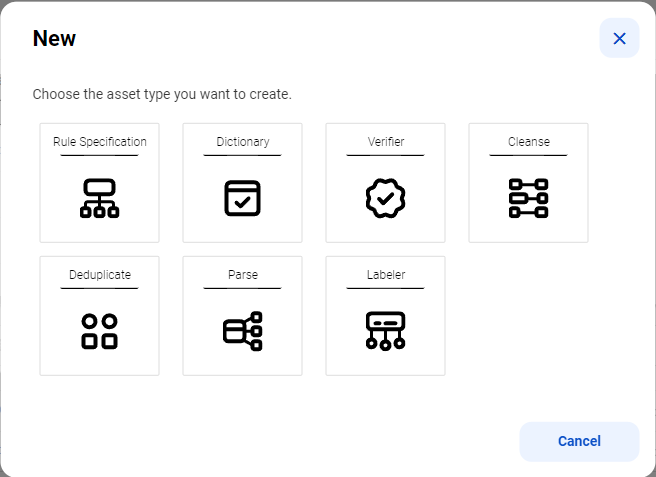 New
Choose the asset type you want to create.
Rule Specification
Dictionary
Verifier
Cleanse
Deduplicate
Parse
Labeler
Cancel